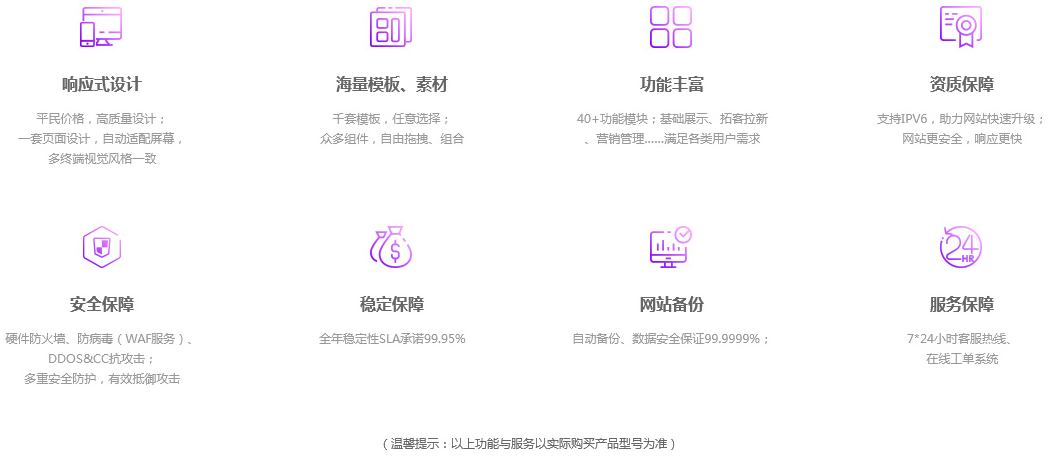 响应式设计
平民价格，高质量设计；
一套页面设计，自动适配屏幕，
多终端视觉风格一致
海量模板、素材
千套模板，任意选择；
众多组件，自由拖拽、组合
功能丰富
40+功能模块；基础展示、拓客拉新
、营销管理......满足各类用户需求
资质保障
支持IPV6，助力网站快速升级；
网站更安全，响应更快
安全保障
硬件防火墙、防病毒（WAF服务）、
DDOS&CC抗攻击；
多重安全防护，有效抵御攻击
稳定保障
$
全年稳定性SLA承诺99.95%
网站备份
自动备份、数据安全保证99.9999%；
24
HR
服务保障
7*24小时客服热线、
在线工单系统
（温馨提示：以上功能与服务以实际购买产品型号为准）